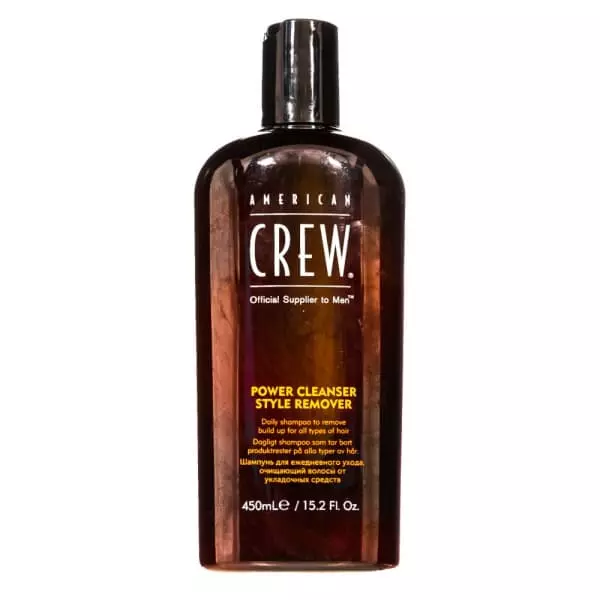 AMERICAN
CREW®
Official Supplier to Men™
POWER CLEANSER
STYLE REMOVER
Daily shampoo to remove
build up for all types of hair
Dagligt shampoo som tar bort
produktrester på alla typer av hår.
Шампунь для ежедневного ухода,
очищающий волосы от
укладочных средств
450mL℮ / 15.2 Fl. Oz.